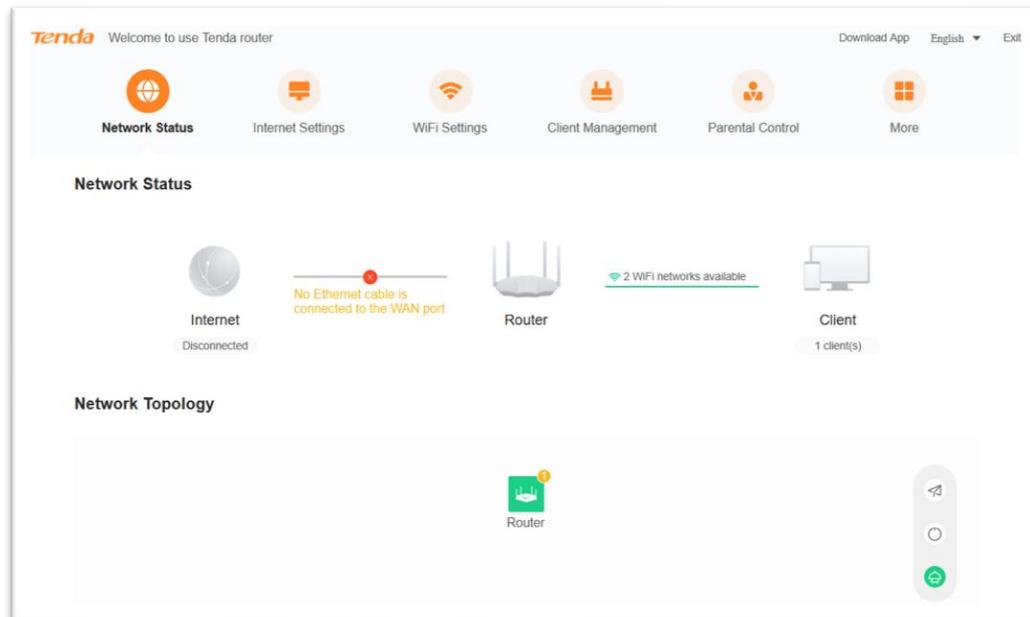 Tenda Welcome to use Tenda router Download App English Exit
Network Status Internet Settings WiFi Settings Client Management Parental Control More
Network Status
2 WiFi networks available
No Ethernet cable is
connected to the WAN port
Internet Router Client
Disconnected 1 client(s)
Network Topology
1
Router